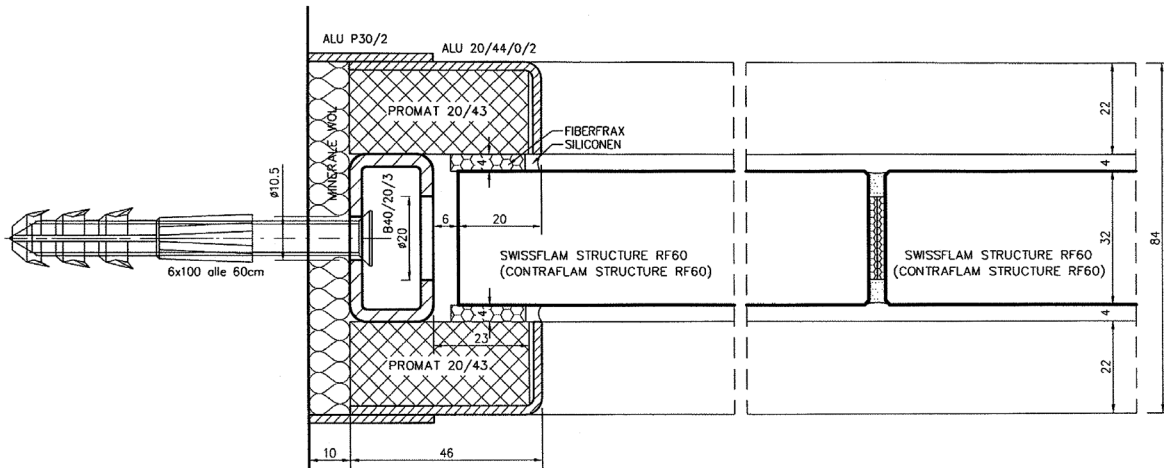 ALU P30/2
ALU 20/44/0/2
PROMAT 20/43
MINERALE WOL
FIBERFRAX
SILICONEN
22
4
4
ø10.5
B40/20/3
ø20
6
20
SWISSFLAM STRUCTURE RF60
(CONTRAFLAM STRUCTURE RF60)
SWISSFLAM STRUCTURE RF60
(CONTRAFLAM STRUCTURE RF60)
32
84
6x100 alle 60cm
4
4
23
PROMAT 20/43
22
10
46